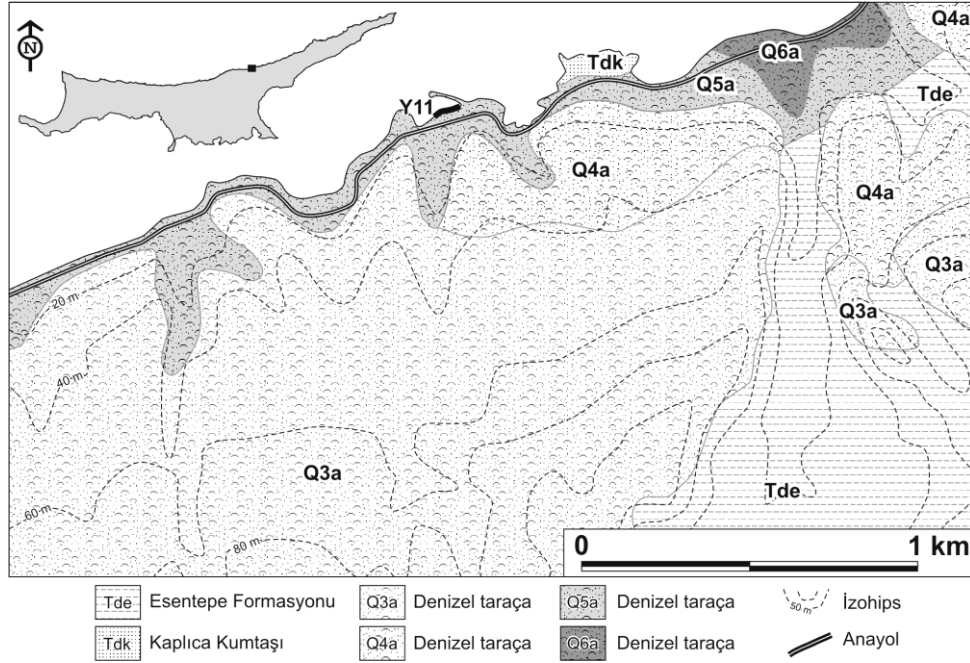 N
Q4a
Q6a
Tdk
Q5a
Tde
Y11
Q4a
Q4a
Q3a
20 m
Q3a
40 m
Q3a
Tde
60 m
80 m
0 1 km
Tde Esentepe Formasyonu Q3a Denizel taraça Q5a Denizel taraça 50 m İzohips
Tdk Kaplıca Kumtaşı Q4a Denizel taraça Q6a Denizel taraça Anayol